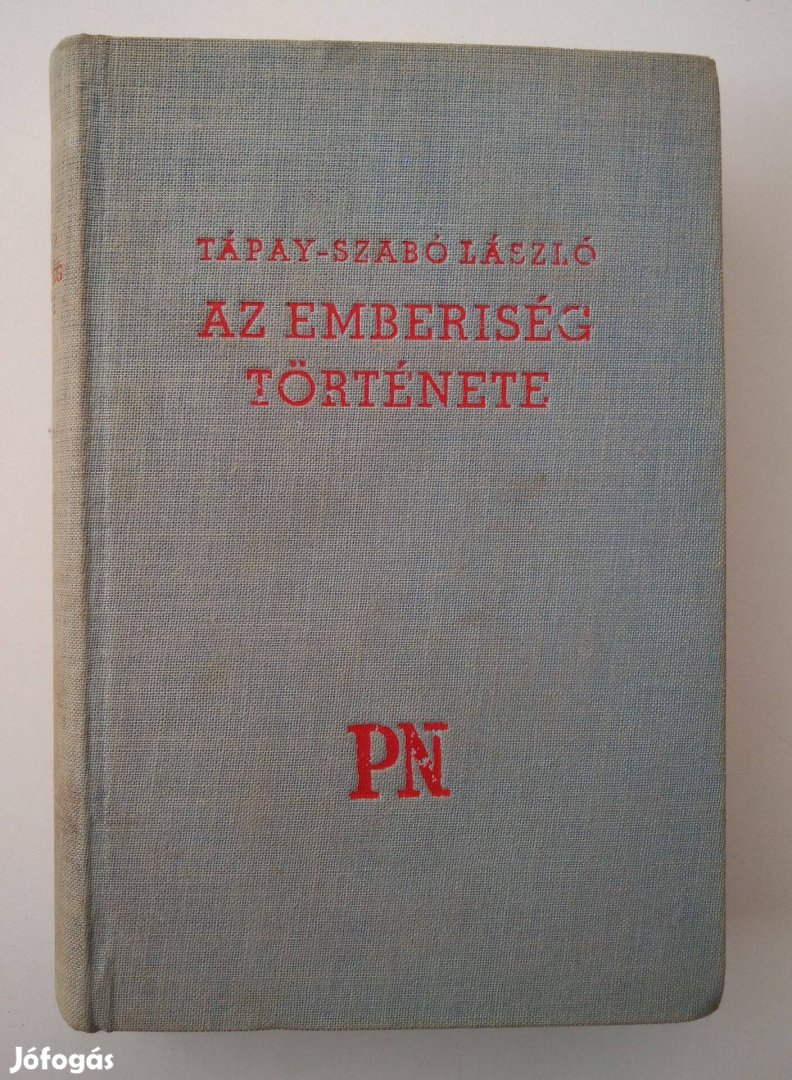 TÁPAY-SZABÓ LÁSZLÓ
AZ EMBERISÉG
TÖRTÉNETE
PN
Jófogás